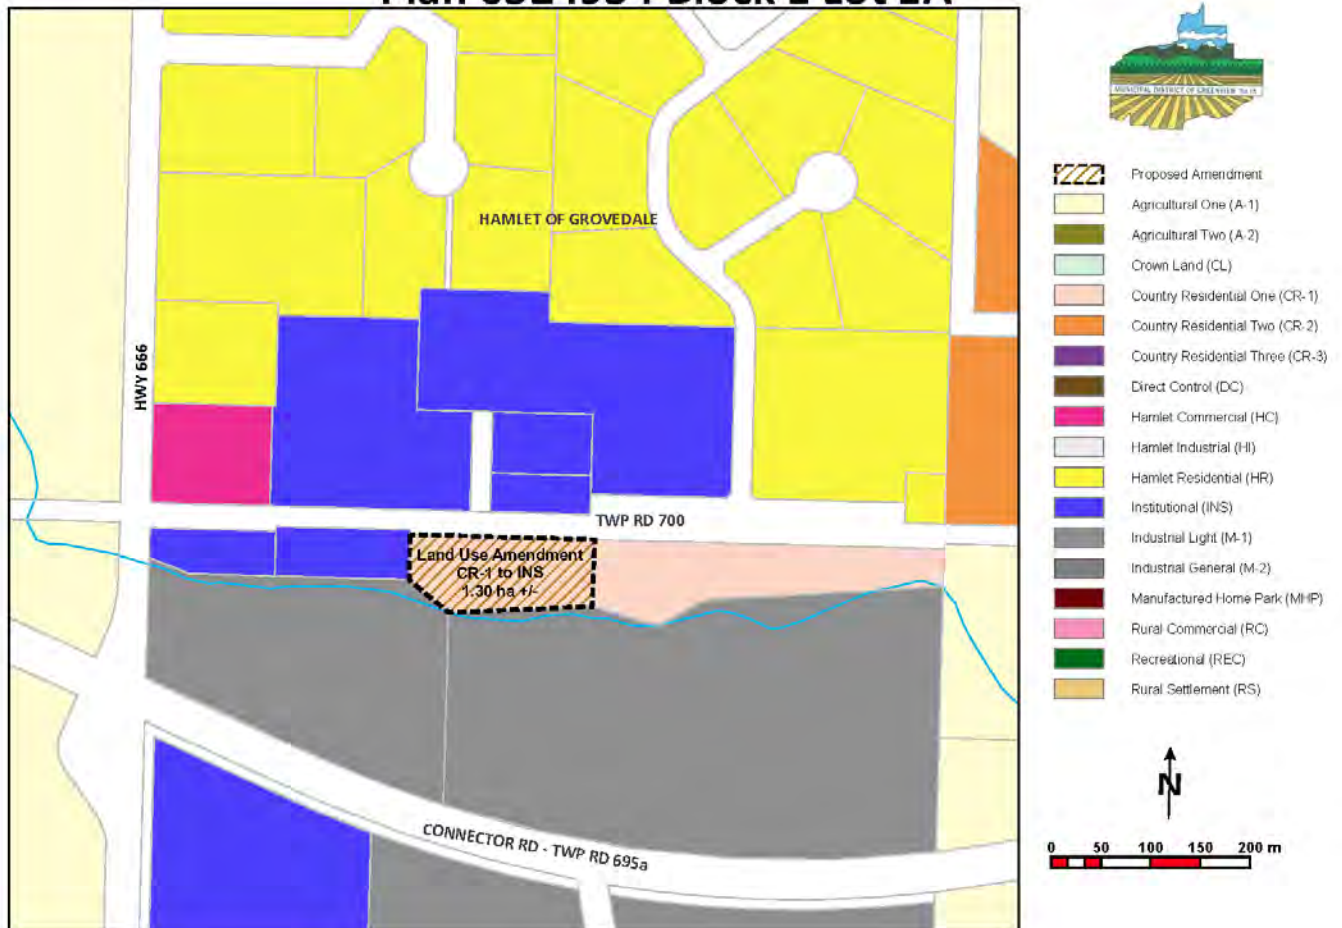 HAMLET OF GROVEDALE
HWY 666
TWP RD 700
Land Use Amendment
CR-1 to INS
1.30 ha +/-
CONNECTOR RD - TWP RD 695a
MUNICIPAL DISTRICT OF GREENVIEW
Proposed Amendment
Agricultural One (A-1)
Agricultural Two (A-2)
Crown Land (CL)
Country Residential One (CR-1)
Country Residential Two (CR-2)
Country Residential Three (CR-3)
Direct Control (DC)
Hamlet Commercial (HC)
Hamlet Industrial (HI)
Hamlet Residential (HR)
Institutional (INS)
Industrial Light (M-1)
Industrial General (M-2)
Manufactured Home Park (MHP)
Rural Commercial (RC)
Recreational (REC)
Rural Settlement (RS)
N
0 50 100 150 200 m